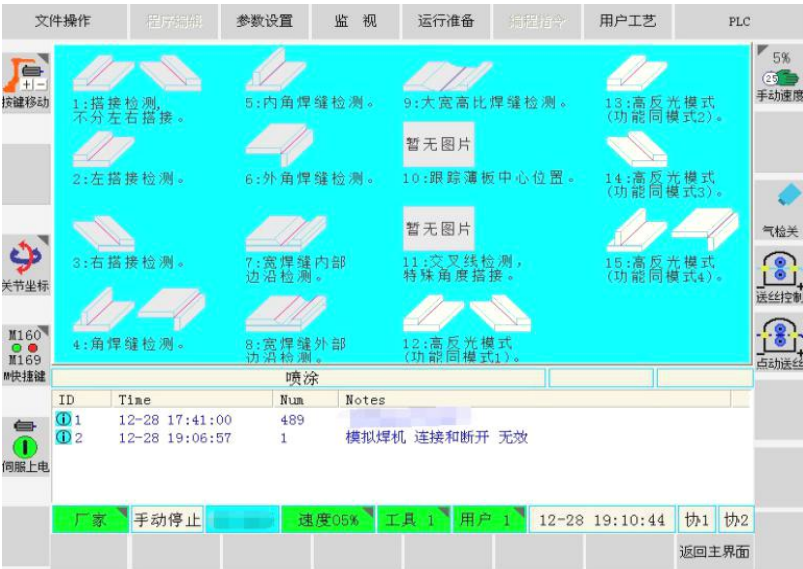 文件操作
程序编辑
参数设置
监 视
运行准备
编程指令
用户工艺
PLC
按键移动
关节坐标
M160
M169
M快捷键
伺服上电
1:搭接检测,
不分左右搭接。
2:左搭接检测。
3:右搭接检测。
4:角焊缝检测。
5:内角焊缝检测。
6:外角焊缝检测。
7:宽焊缝内部
边沿检测。
8:宽焊缝外部
边沿检测。
9:大宽高比焊缝检测。
暂无图片
10:跟踪薄板中心位置。
暂无图片
11:交叉线检测,
特殊角度搭接。
12:高反光模式
(功能同模式1)。
13:高反光模式
(功能同模式2)。
14:高反光模式
(功能同模式3)。
15:高反光模式
(功能同模式4)。
5%
手动速度
气检关
送丝控制
点动送丝
喷涂
ID Time Num Notes
1 12-28 17:41:00 489
2 12-28 19:06:57 1 模拟焊机 连接和断开 无效
厂家 手动停止 速度05% 工具 1 用户 1 12-28 19:10:44 协1 协2
返回主界面